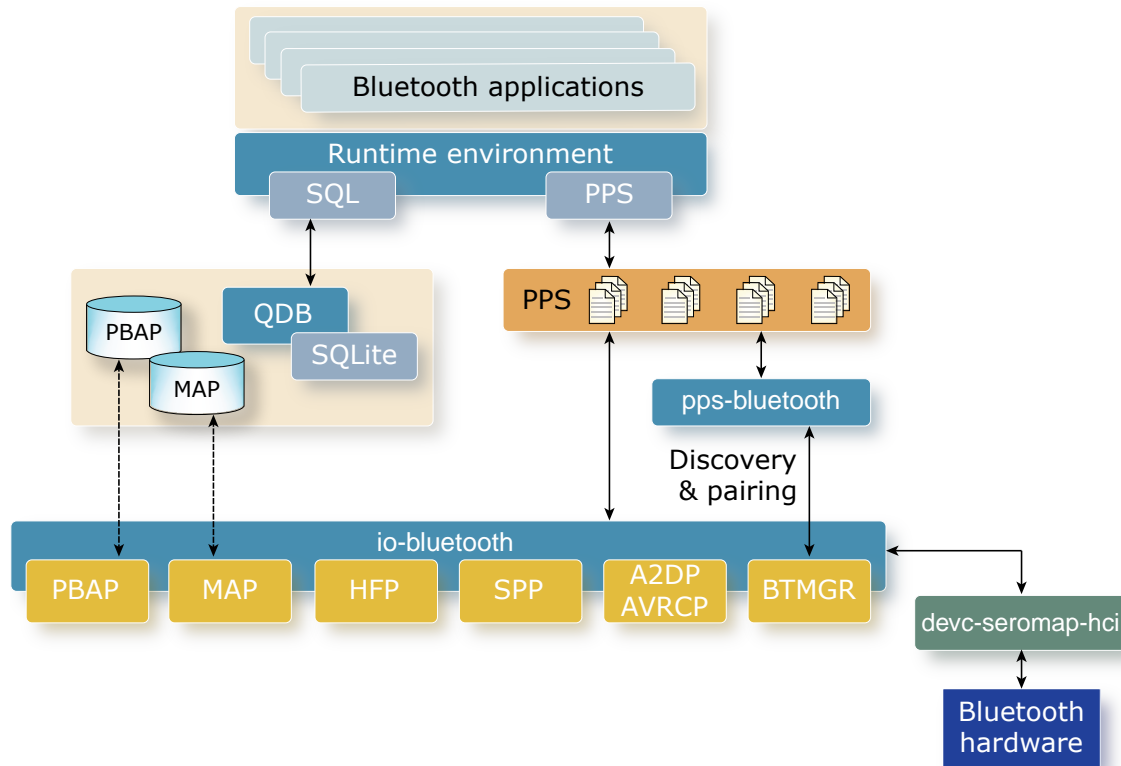 Bluetooth applications
Runtime environment
SQL
PPS
PBAP
MAP
QDB
SQLite
PPS
pps-bluetooth
Discovery
& pairing
io-bluetooth
PBAP
MAP
HFP
SPP
A2DP
AVRCP
BTMGR
devc-seromap-hci
Bluetooth
hardware